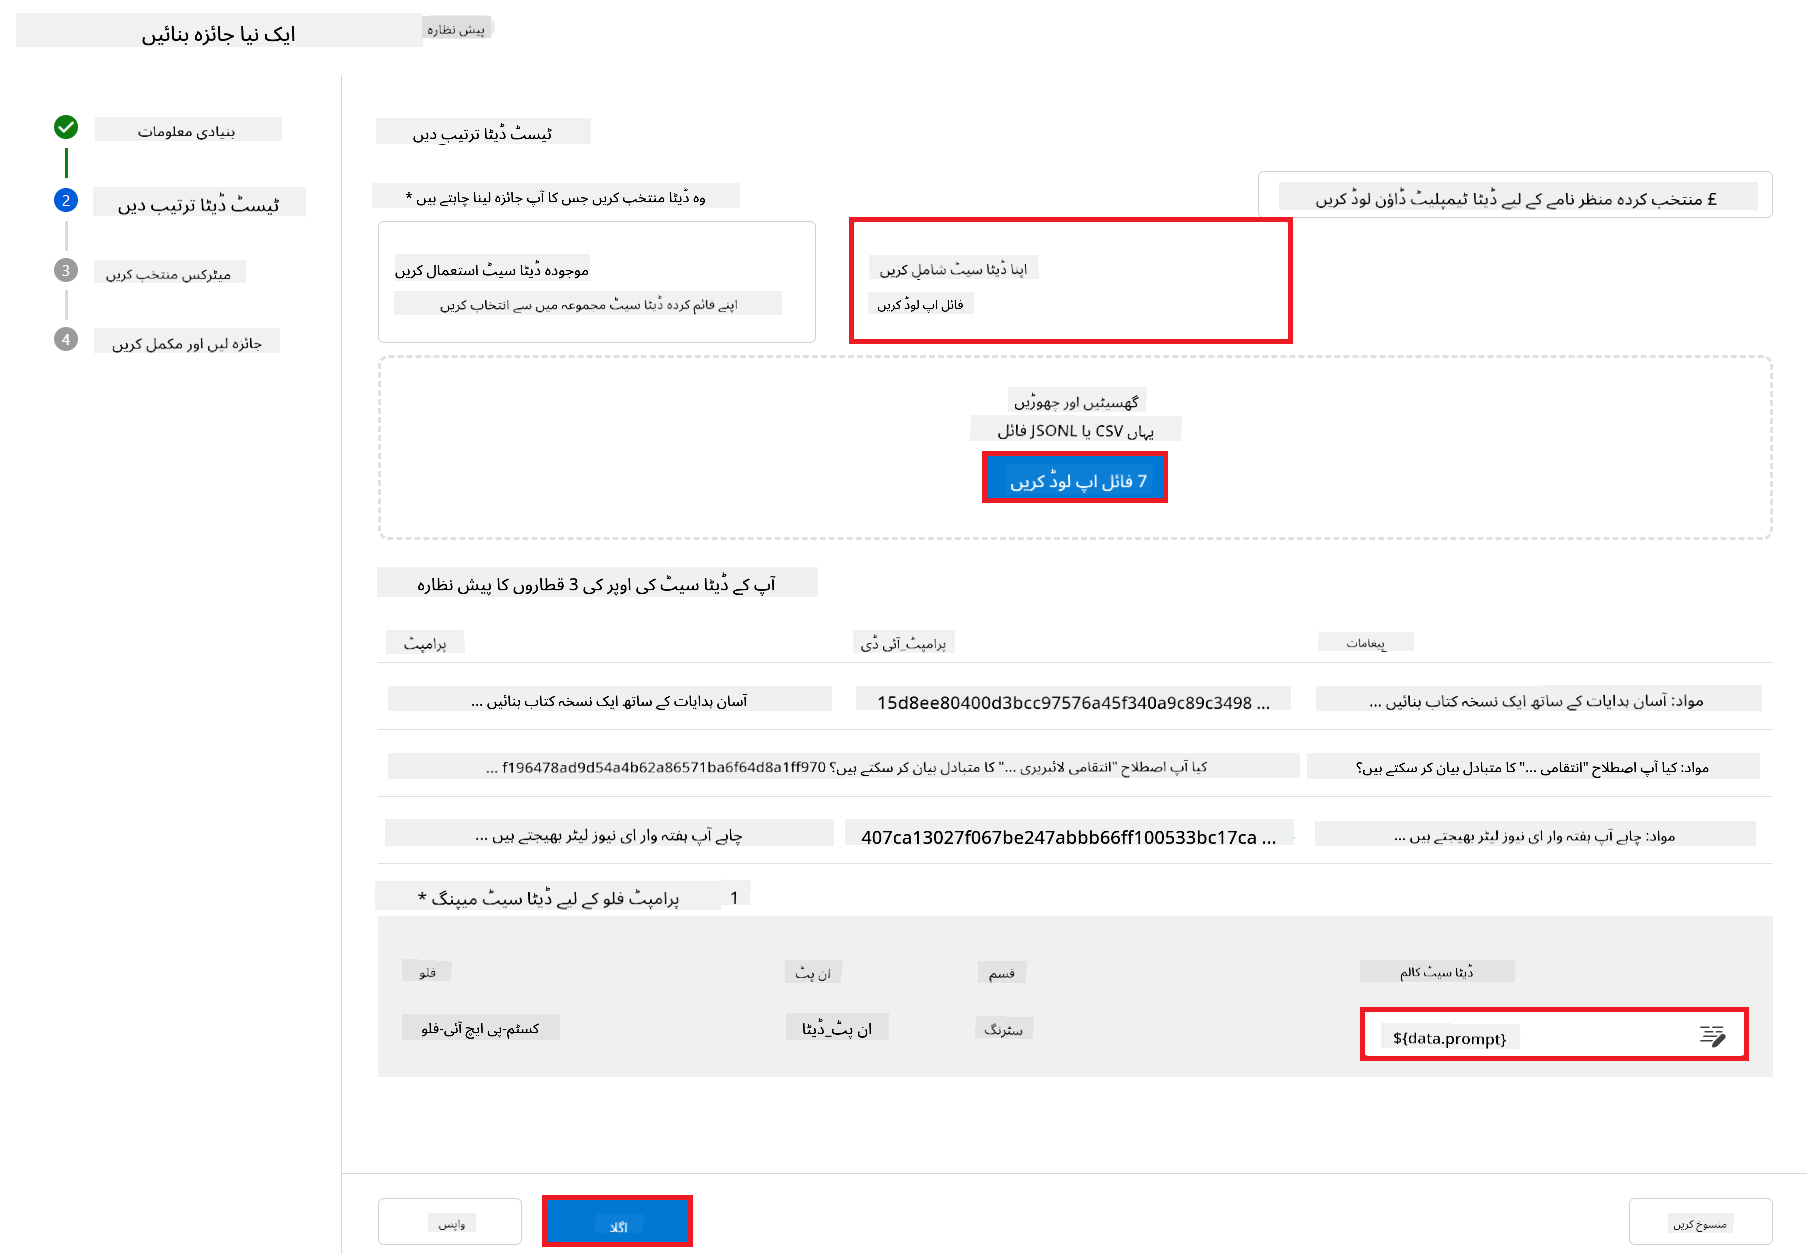 ایک نیا جائزہ بنائیں
پیش نظارہ
بنیادی معلومات
2 ٹیسٹ ڈیٹا ترتیب دیں
3 میٹرکس منتخب کریں
4 جائزہ لیں اور مکمل کریں
ٹیسٹ ڈیٹا ترتیب دیں
وہ ڈیٹا منتخب کریں جس کا آپ جائزہ لینا چاہتے ہیں *
£ منتخب کردہ منظر نامے کے لیے ڈیٹا ٹیمپلیٹ ڈاؤن لوڈ کریں
موجودہ ڈیٹا سیٹ استعمال کریں
اپنے قائم کردہ ڈیٹا سیٹ مجموعہ میں سے انتخاب کریں
اپنا ڈیٹا سیٹ شامل کریں
فائل اپ لوڈ کریں
گھسیٹیں اور چھوڑیں
یہاں CSV یا JSONL فائل
7 فائل اپ لوڈ کریں
آپ کے ڈیٹا سیٹ کی اوپر کی 3 قطاروں کا پیش نظارہ
پرامپٹ
پرامپٹ_آئی ڈی
پیغامات
آسان ہدایات کے ساتھ ایک نسخہ کتاب بنائیں ...
15d8ee80400d3bcc97576a45f340a9c89c3498 ...
مواد: آسان ہدایات کے ساتھ ایک نسخہ کتاب بنائیں ...
کیا آپ اصطلاح "انتقامی لائبریری ..." کا متبادل بیان کر سکتے ہیں؟ f196478ad9d54a4b62a86571ba6f64d8a1ff970 ...
مواد: کیا آپ اصطلاح "انتقامی ..." کا متبادل بیان کر سکتے ہیں؟
چاہے آپ ہفتہ وار ای نیوز لیٹر بھیجتے ہیں ...
407ca13027f067be247abbb66ff100533bc17ca ...
مواد: چاہے آپ ہفتہ وار ای نیوز لیٹر بھیجتے ہیں ...
پرامپٹ فلو کے لیے ڈیٹا سیٹ میپنگ *
1
فلو
ان پٹ
قسم
ڈیٹا سیٹ کالم
کسٹم-پی ایچ آئی-فلو
ان پٹ_ڈیٹا
سٹرنگ
${data.prompt}
واپس
اگلا
منسوخ کریں